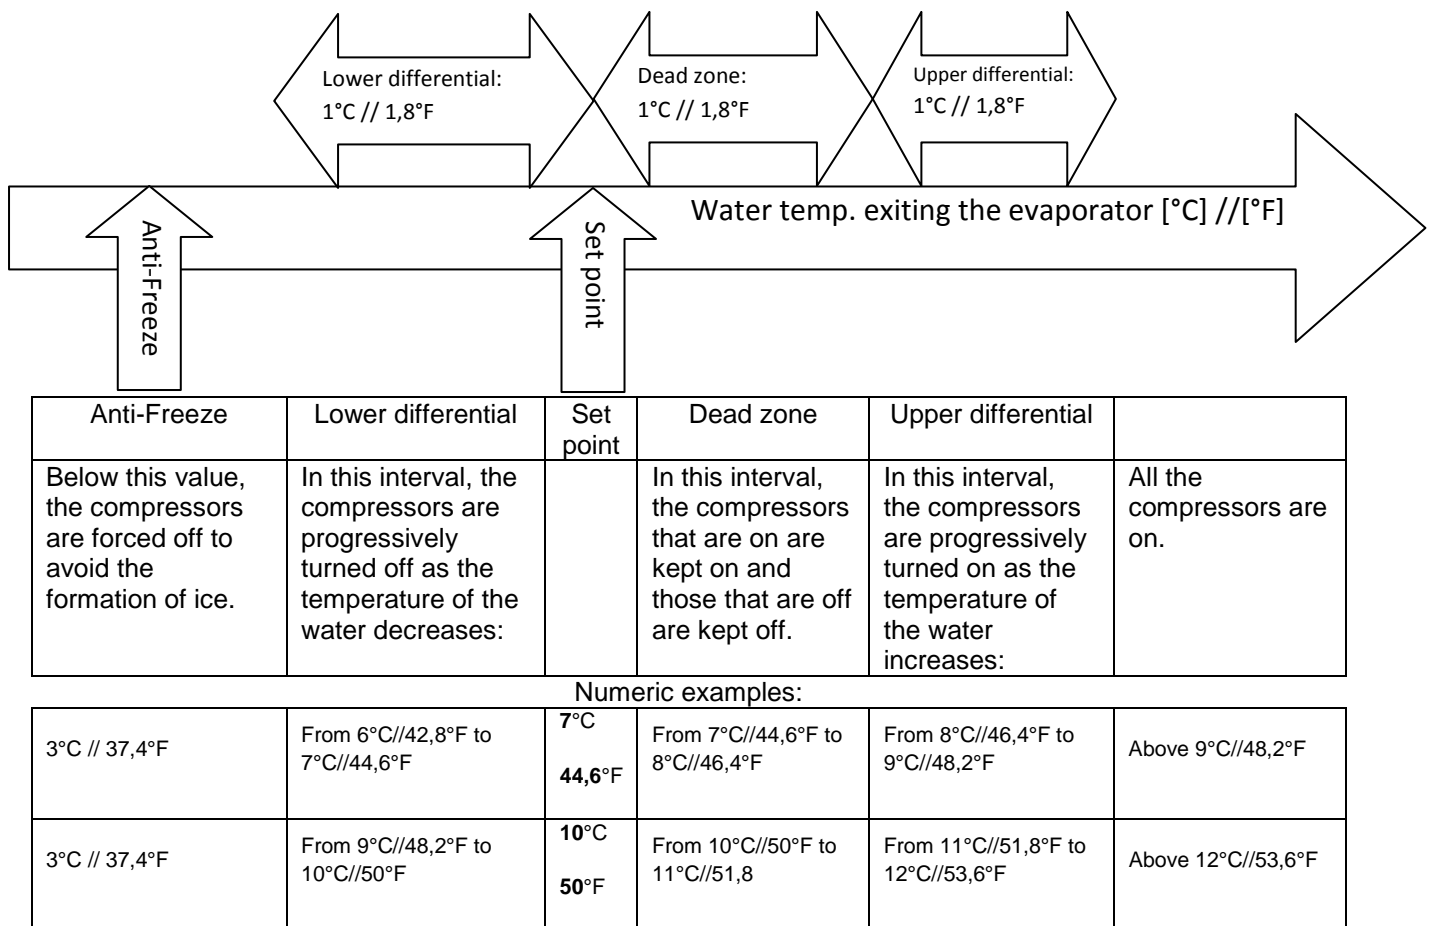 Lower differential:
1°C // 1,8°F
Dead zone:
1°C // 1,8°F
Upper differential:
1°C // 1,8°F
Water temp. exiting the evaporator [°C] //[°F]
Anti-Freeze
Set point
Anti-Freeze
Lower differential
Set
point
Dead zone
Upper differential
Below this value,
the compressors
are forced off to
avoid the
formation of ice.
In this interval, the
compressors are
progressively
turned off as the
temperature of the
water decreases:
In this interval,
the compressors
that are on are
kept on and
those that are off
are kept off.
In this interval,
the compressors
are progressively
turned on as the
temperature of
the water
increases:
All the
compressors are
on.
Numeric examples:
3°C // 37,4°F
From 6°C//42,8°F to
7°C//44,6°F
7°C
44,6°F
From 7°C//44,6°F to
8°C//46,4°F
From 8°C//46,4°F to
9°C//48,2°F
Above 9°C//48,2°F
3°C // 37,4°F
From 9°C//48,2°F to
10°C//50°F
10°C
50°F
From 10°C//50°F to
11°C//51,8
From 11°C//51,8°F to
12°C//53,6°F
Above 12°C//53,6°F